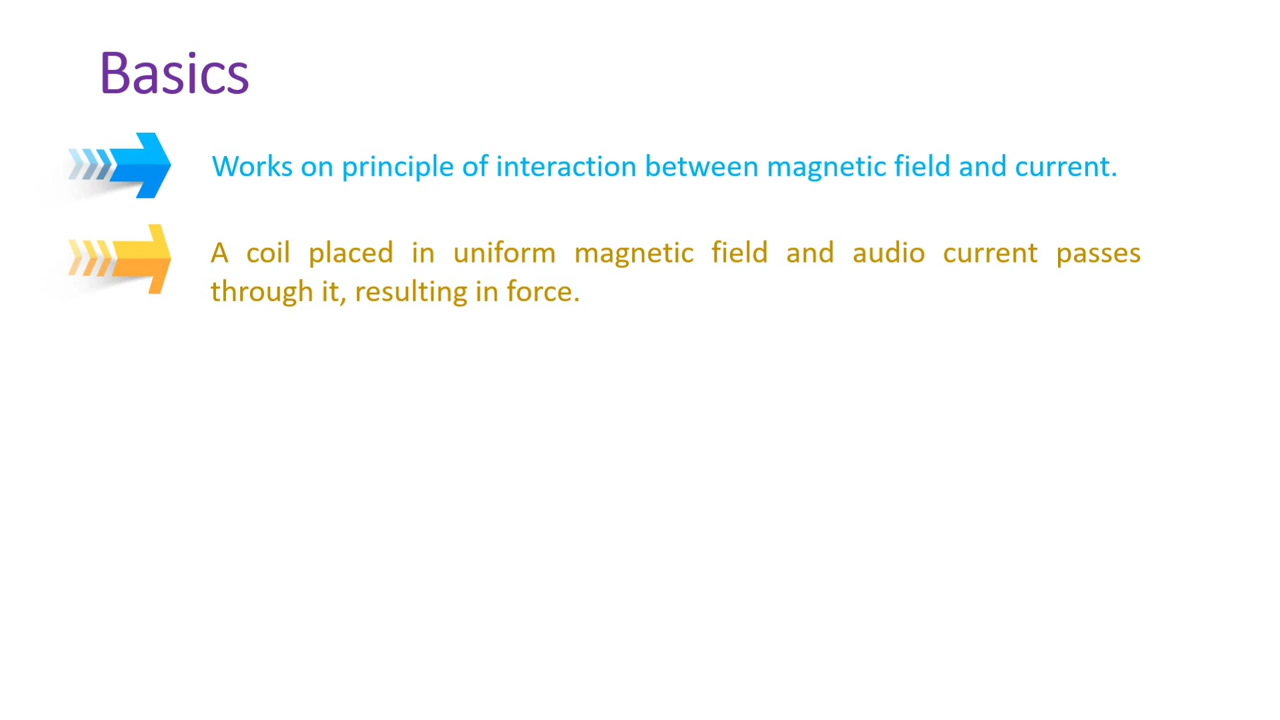 Basics
Works on principle of interaction between magnetic field and current.
A coil placed in uniform magnetic field and audio current passes
through it, resulting in force.